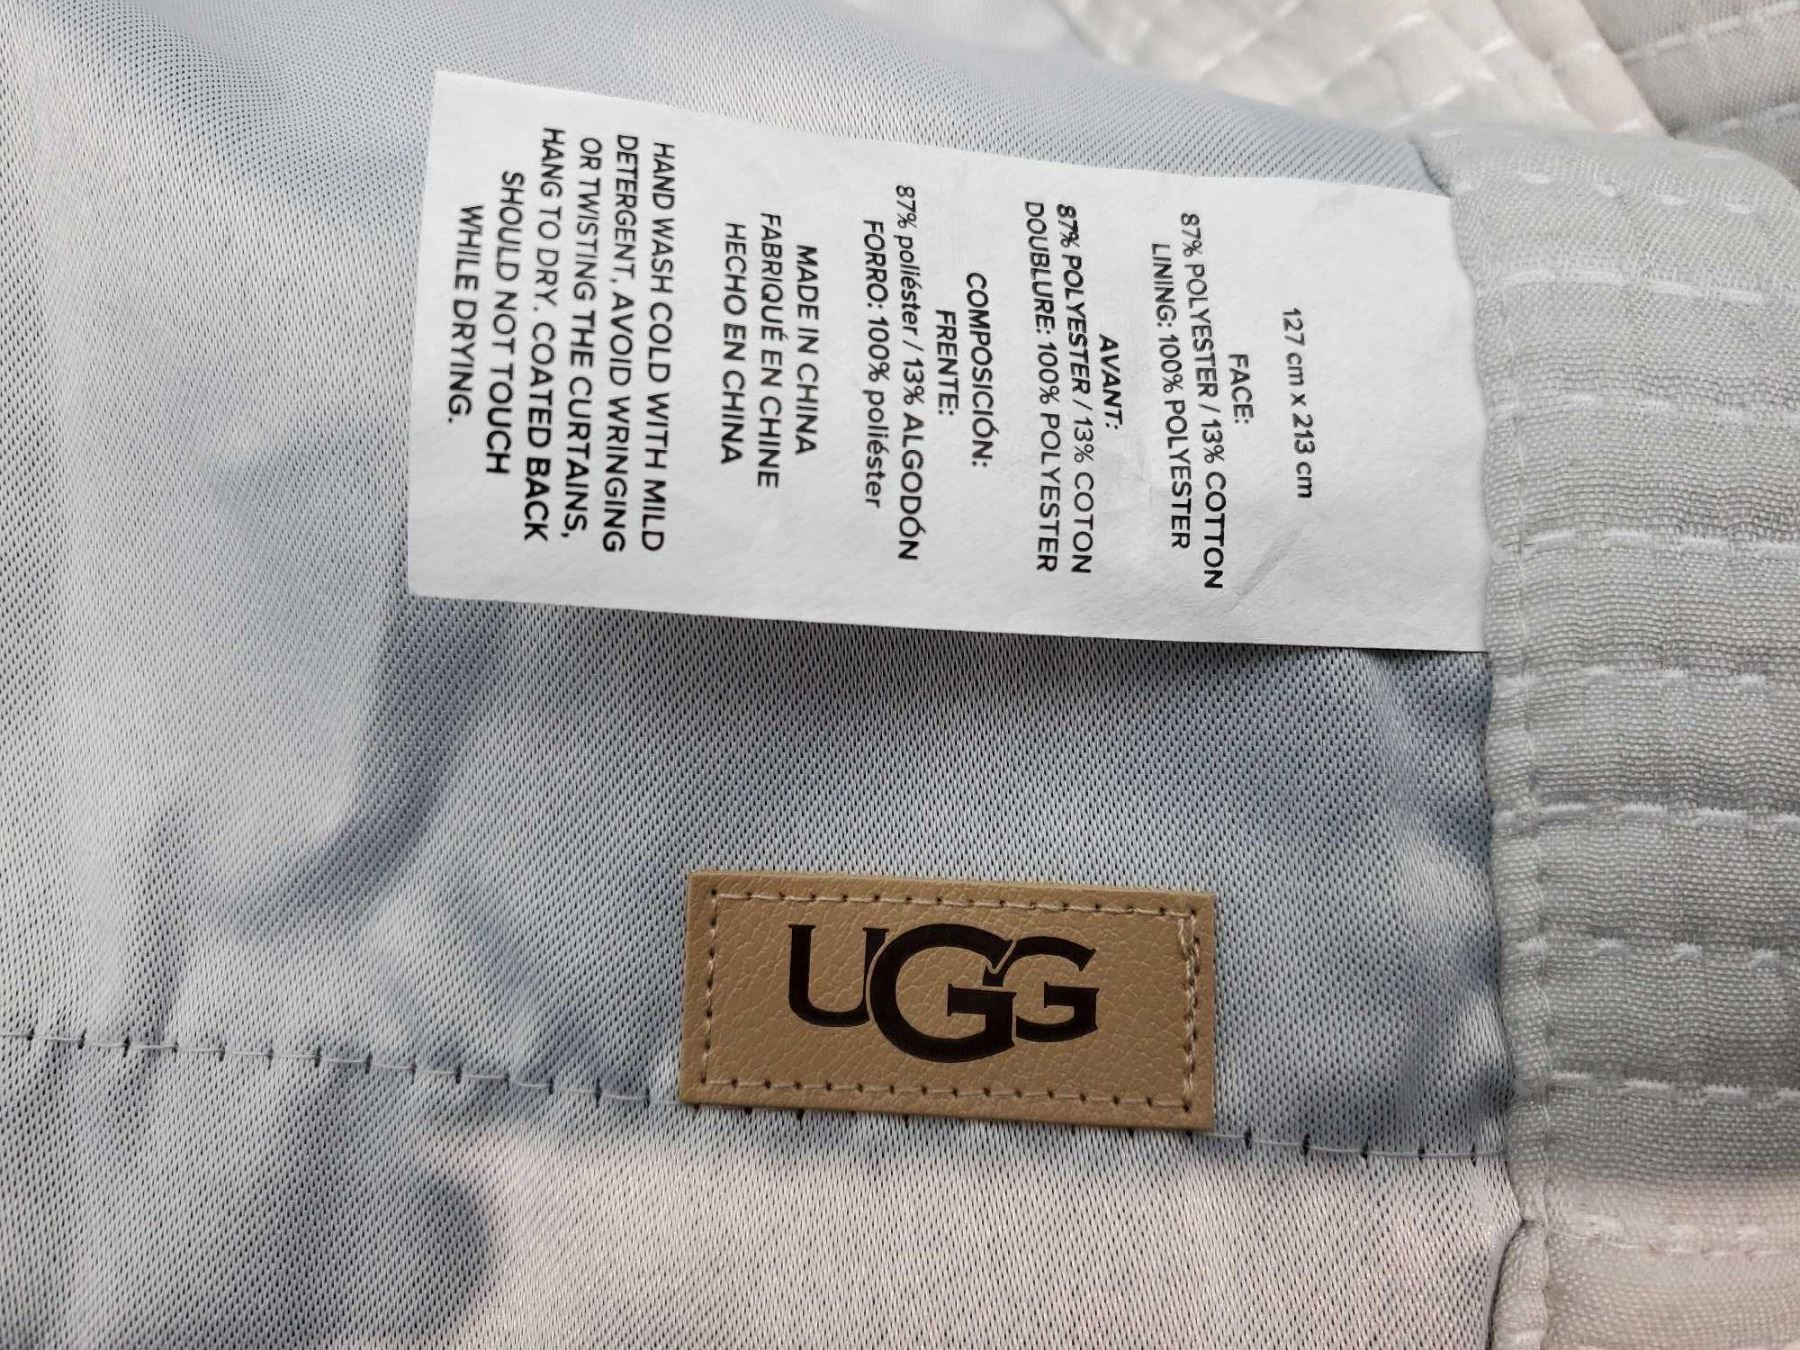 127 cm x 213 cm
FACE:
87% POLYESTER / 13% COTTON
LINING: 100% POLYESTER
AVANT:
87% POLYESTER / 13% COTON
DOUBLURE: 100% POLYESTER
COMPOSICIÓN:
FRENTE:
87% poliéster / 13% ALGODÓN
FORRO: 100% poliéster
MADE IN CHINA
FABRIQUÉ EN CHINE
HECHO EN CHINA
HAND WASH COLD WITH MILD
DETERGENT, AVOID WRINGING
OR TWISTING THE CURTAINS,
HANG TO DRY. COATED BACK
SHOULD NOT TOUCH
WHILE DRYING.
UGG